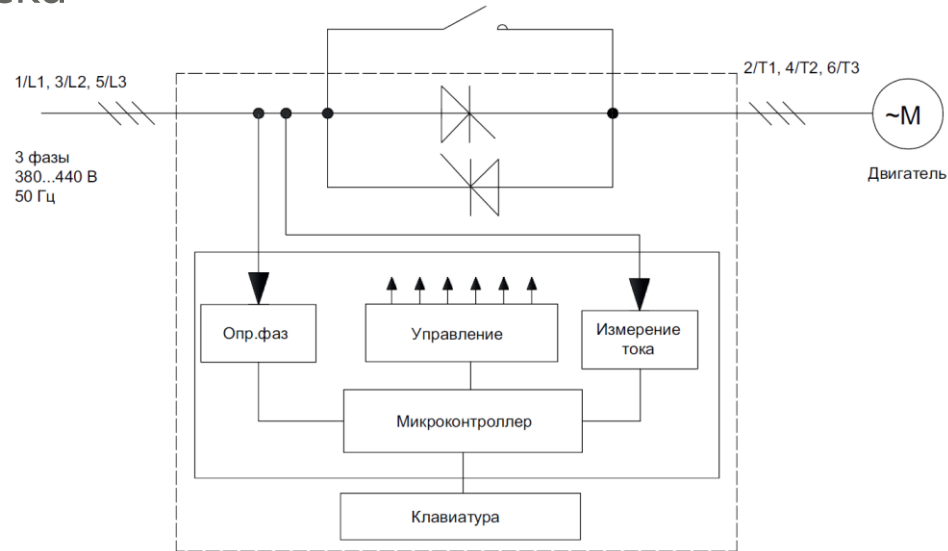 1/L1, 3/L2, 5/L3
2/T1, 4/T2, 6/T3
~M
3 фазы
380...440 В
50 Гц
Двигатель
Опр.фаз
Управление
Измерение
тока
Микроконтроллер
Клавиатура